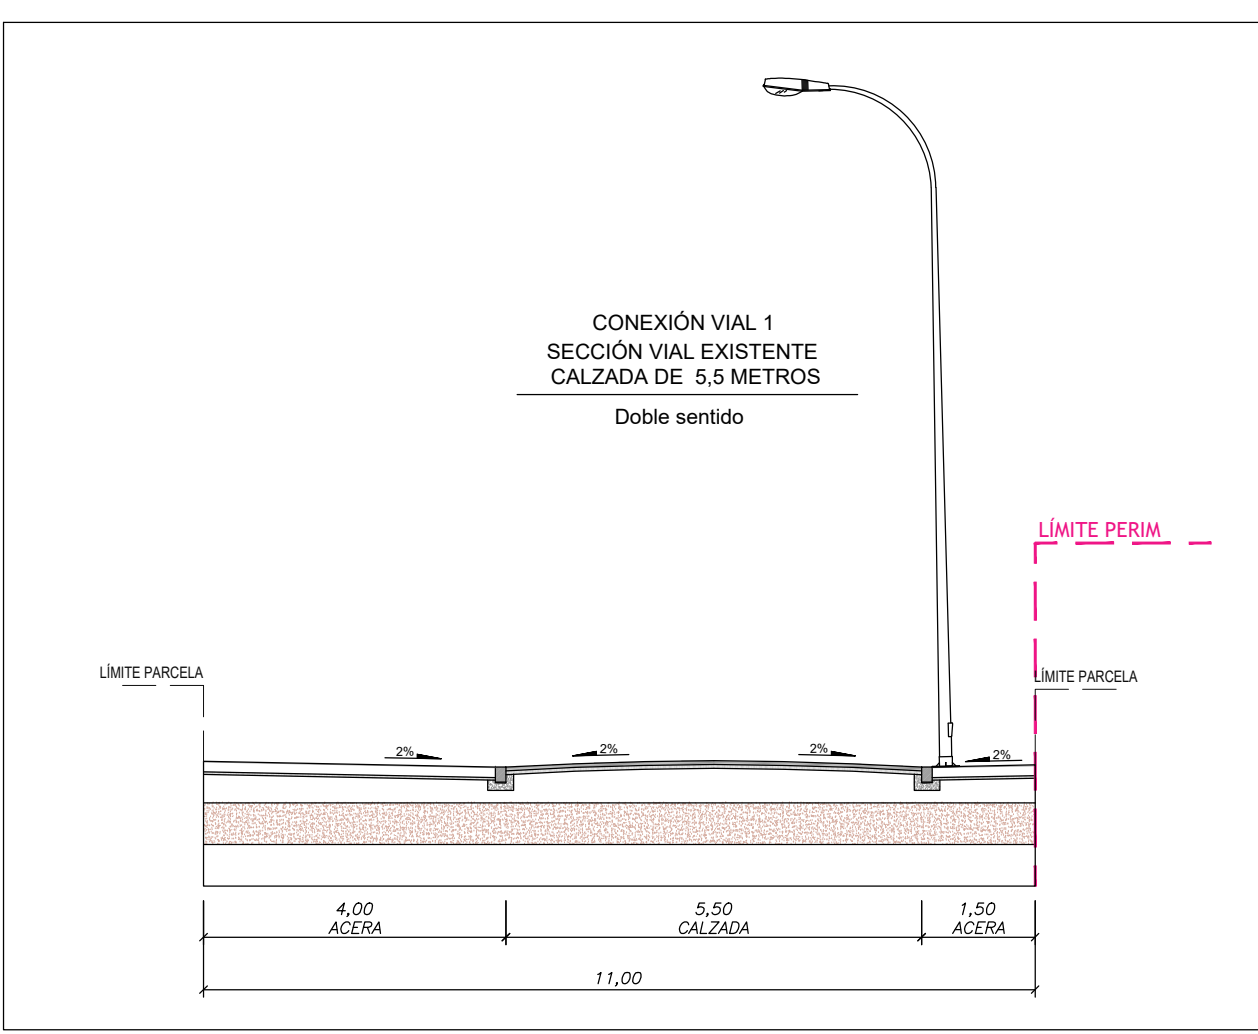 CONEXIÓN VIAL 1
SECCIÓN VIAL EXISTENTE
CALZADA DE 5,5 METROS
Doble sentido
LÍMITE PERIM
LÍMITE PARCELA
LÍMITE PARCELA
2%
2%
2%
2%
4,00
ACERA
5,50
CALZADA
1,50
ACERA
11,00